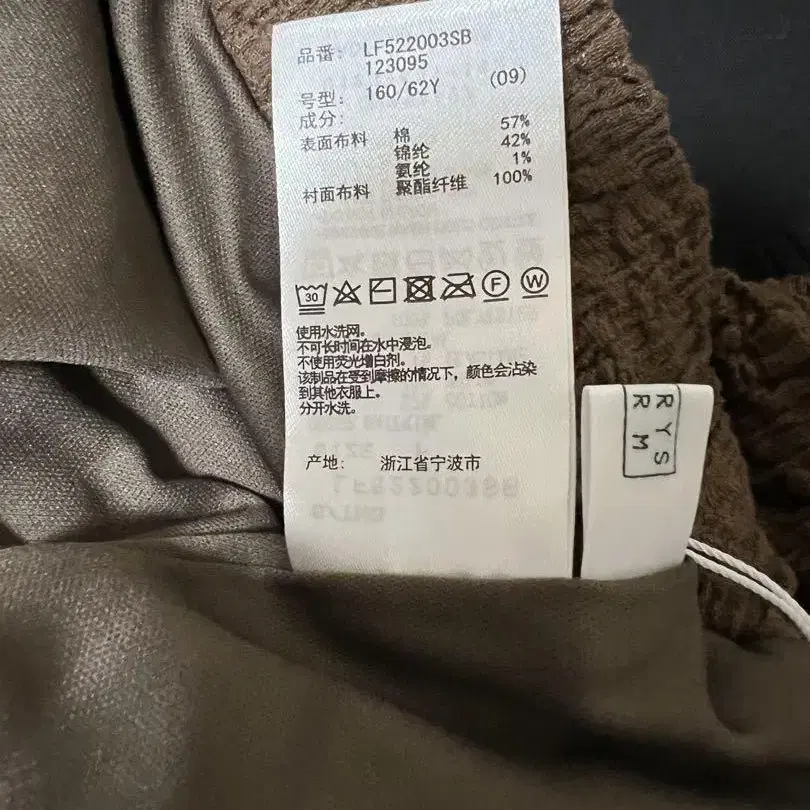 品番: LF522003SB
123095
号型: 160/62Y (09)
成分:
表面布料 棉 57%
锦纶 42%
氨纶 1%
衬面布料 聚酯纤维 100%
30
F
W
使用水洗网。
不可长时间在水中浸泡。
不使用荧光增白剂。
该制品在受到摩擦的情况下，颜色会沾染
到其他衣服上。
分开水洗。
产地: 浙江省宁波市
LF522003SB
RYS
RM